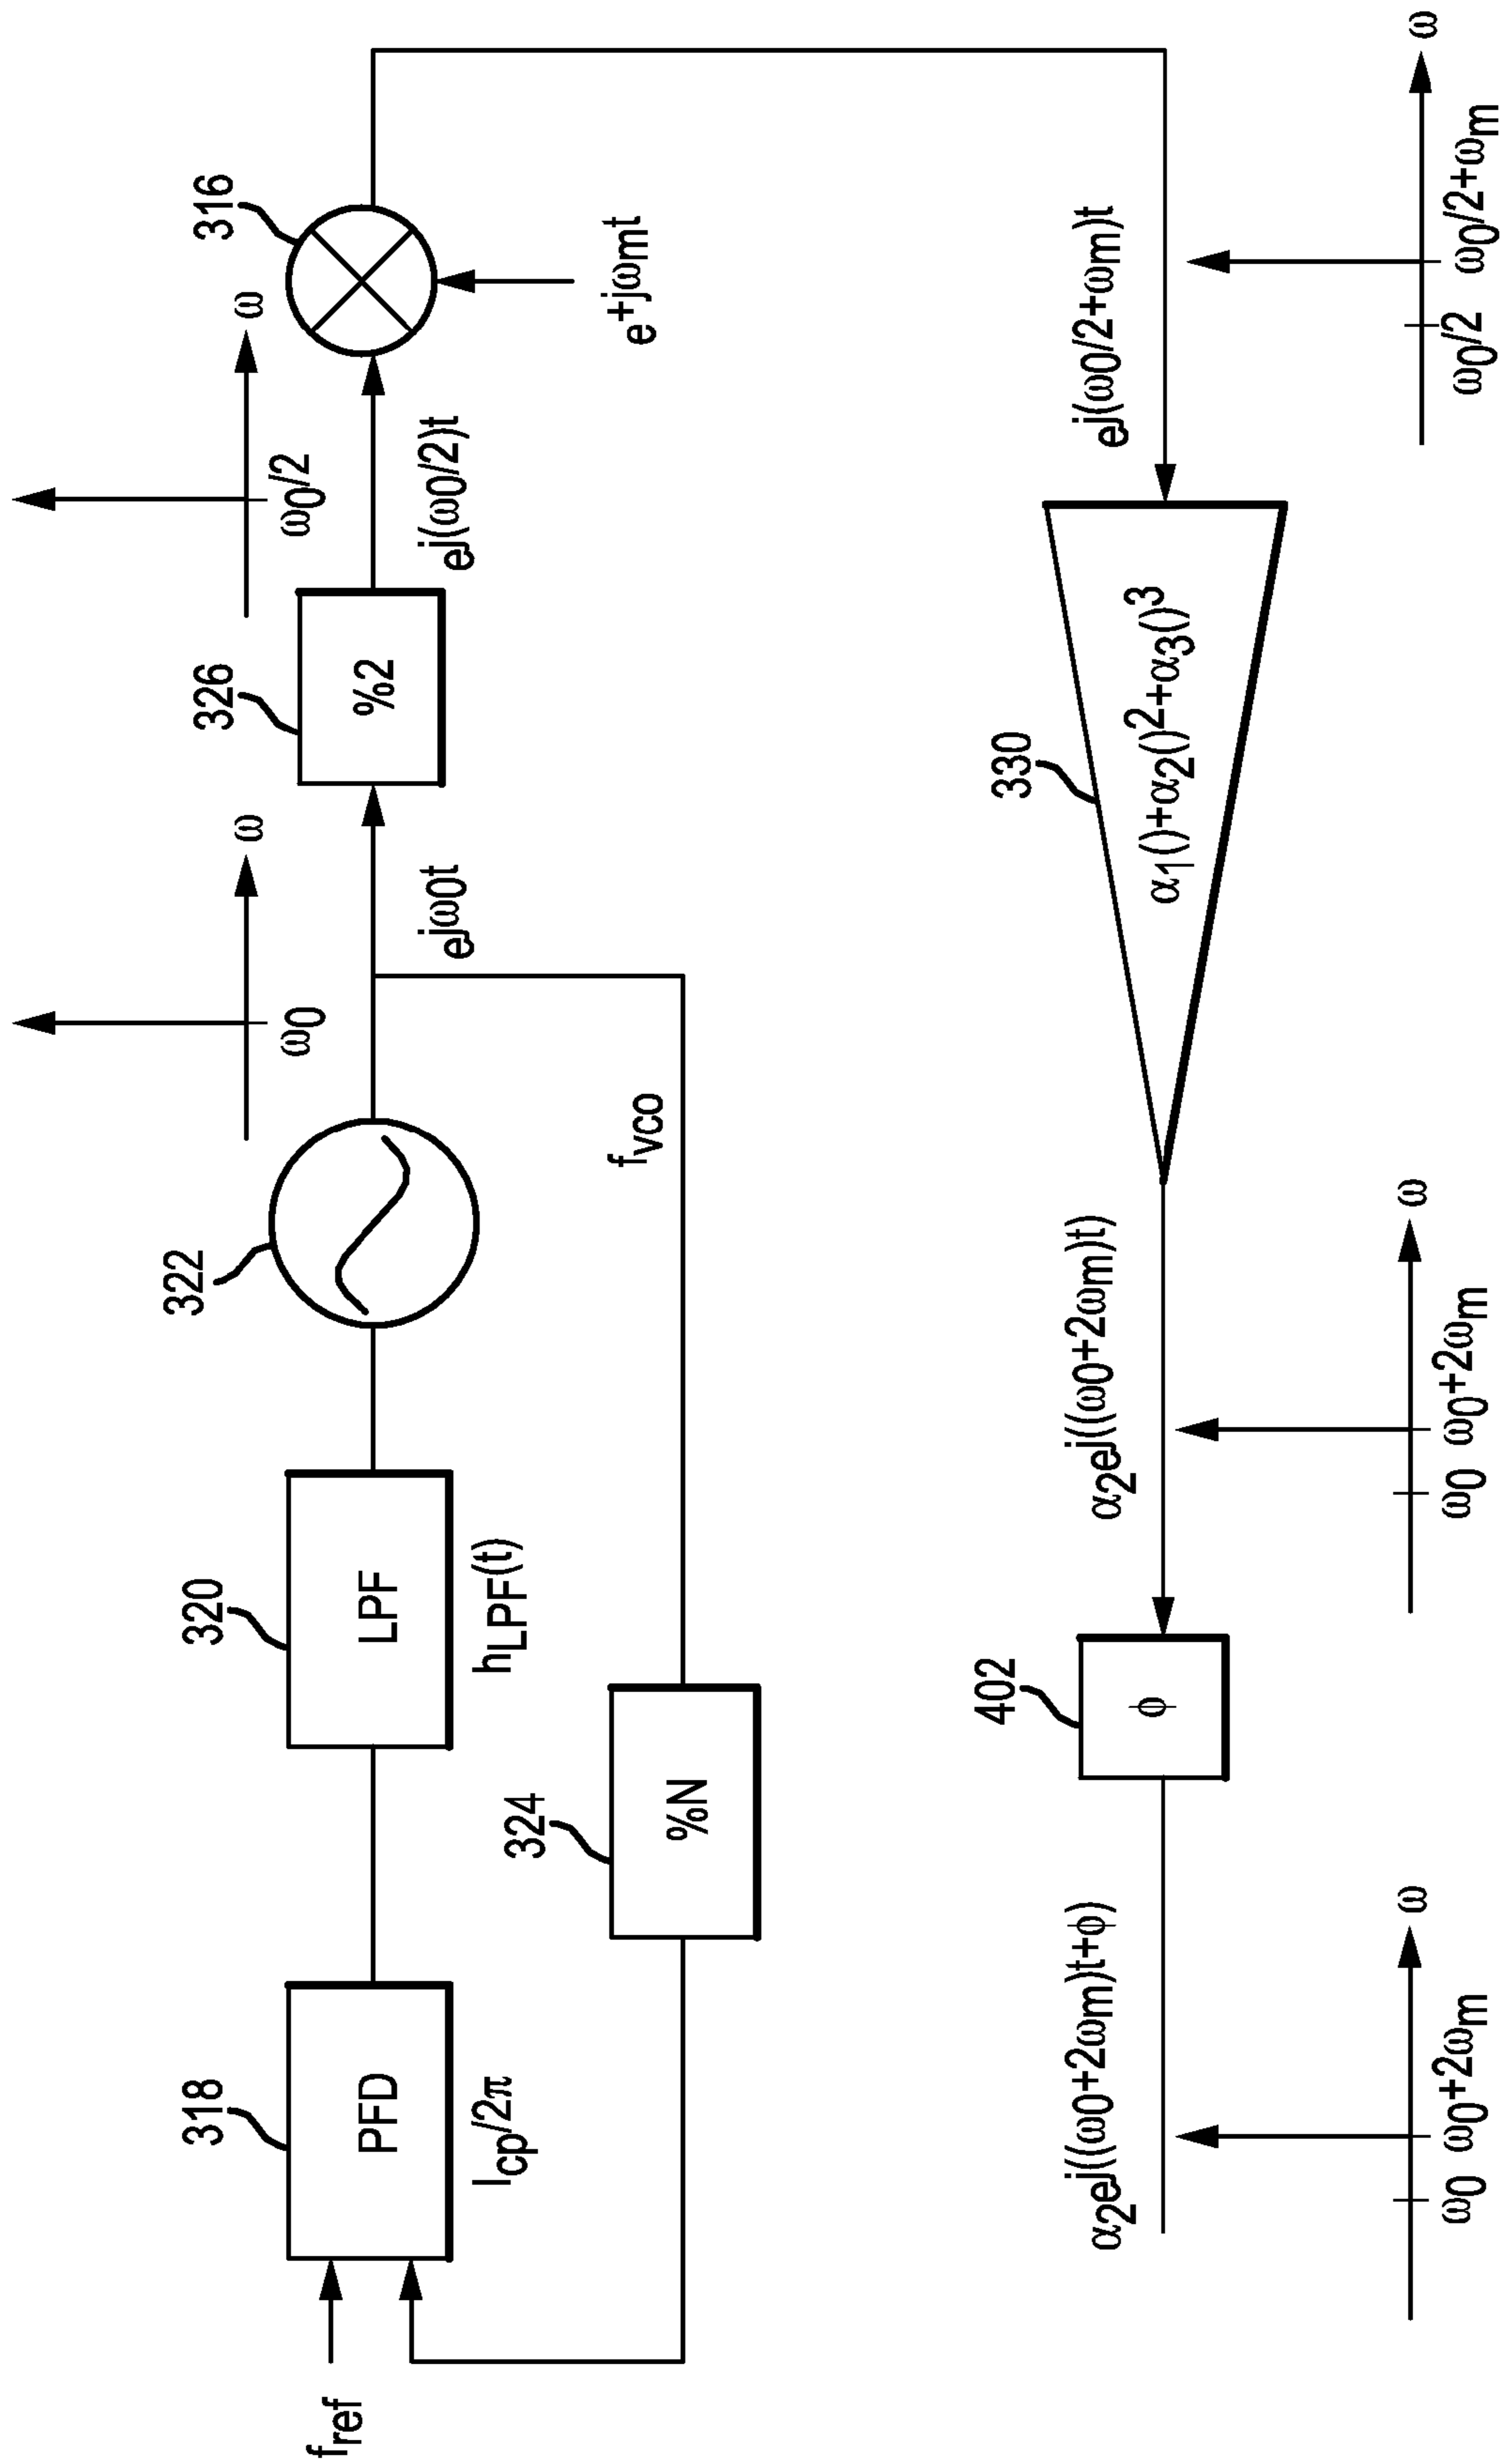 fref
318
PFD
Icp/2π
320
LPF
hLPF(t)
322
324
%N
fvco
ω
ω0
ejω0t
326
%2
ω
ω0/2
ej(ω0/2)t
316
e+jωmt
ej(ω0/2+ωm)t
ω
ω0/2 ω0/2+ωm
330
α1()+α2()2+α3()3
α2ej((ω0+2ωm)t)
ω
ω0 ω0+2ωm
402
ϕ
α2ej((ω0+2ωm)t+ϕ)
ω
ω0 ω0+2ωm